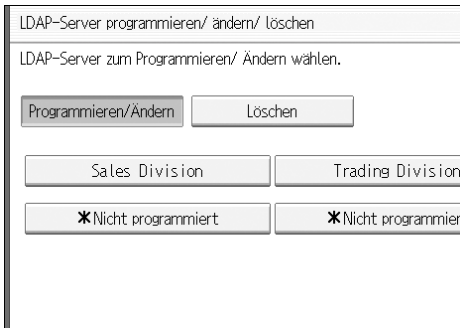 LDAP-Server programmieren/ ändern/ löschen
LDAP-Server zum Programmieren/ Ändern wählen.
Programmieren/Ändern Löschen
Sales Division Trading Division
*Nicht programmiert *Nicht